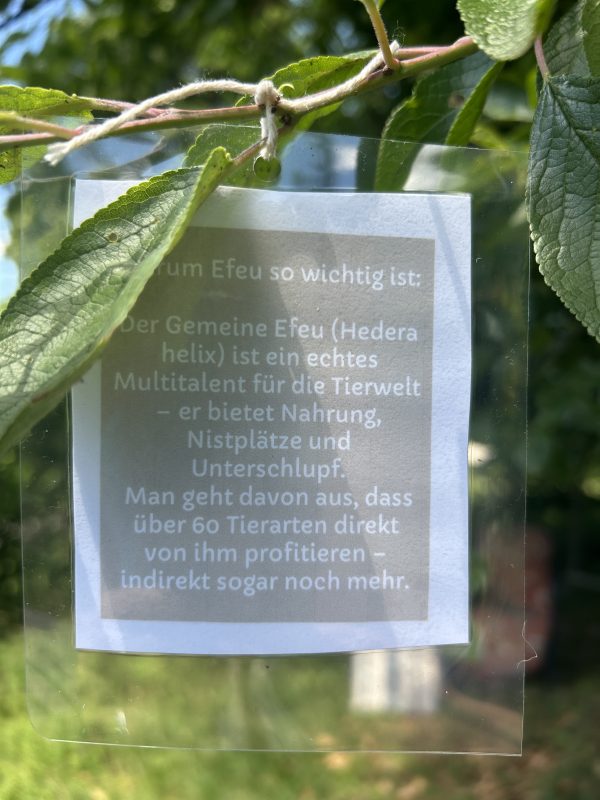 rum Efeu so wichtig ist:
Der Gemeine Efeu (Hedera
helix) ist ein echtes
Multitalent für die Tierwelt
– er bietet Nahrung,
Nistplätze und
Unterschlupf.
Man geht davon aus, dass
über 60 Tierarten direkt
von ihm profitieren –
indirekt sogar noch mehr.